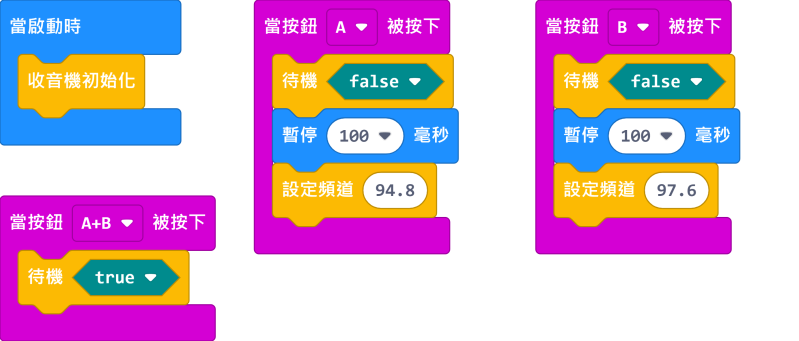 當啟動時
收音機初始化
當按鈕 A 被按下
待機 false
暫停 100 毫秒
設定頻道 94.8
當按鈕 B 被按下
待機 false
暫停 100 毫秒
設定頻道 97.6
當按鈕 A+B 被按下
待機 true